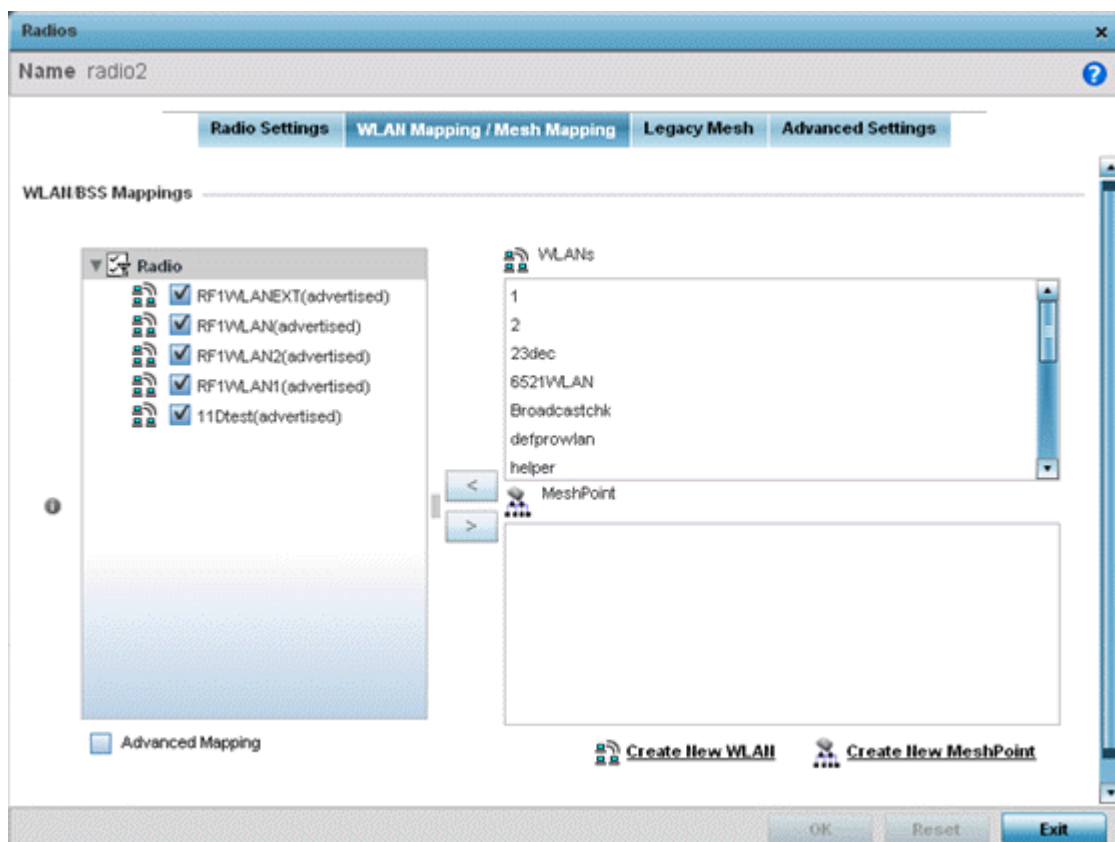 Radios
Name radio2
Radio Settings
WLAN Mapping / Mesh Mapping
Legacy Mesh
Advanced Settings
WLAN/BSS Mappings
Radio
RF1WLANEXT(advertised)
RF1WLAN(advertised)
RF1WLAN2(advertised)
RF1WLAN1(advertised)
11Dtest(advertised)
Advanced Mapping
<
>
WLANs
1
2
23dec
6521WLAN
Broadcastchk
defprowlan
helper
MeshPoint
Create New WLAN
Create New MeshPoint
OK
Reset
Exit